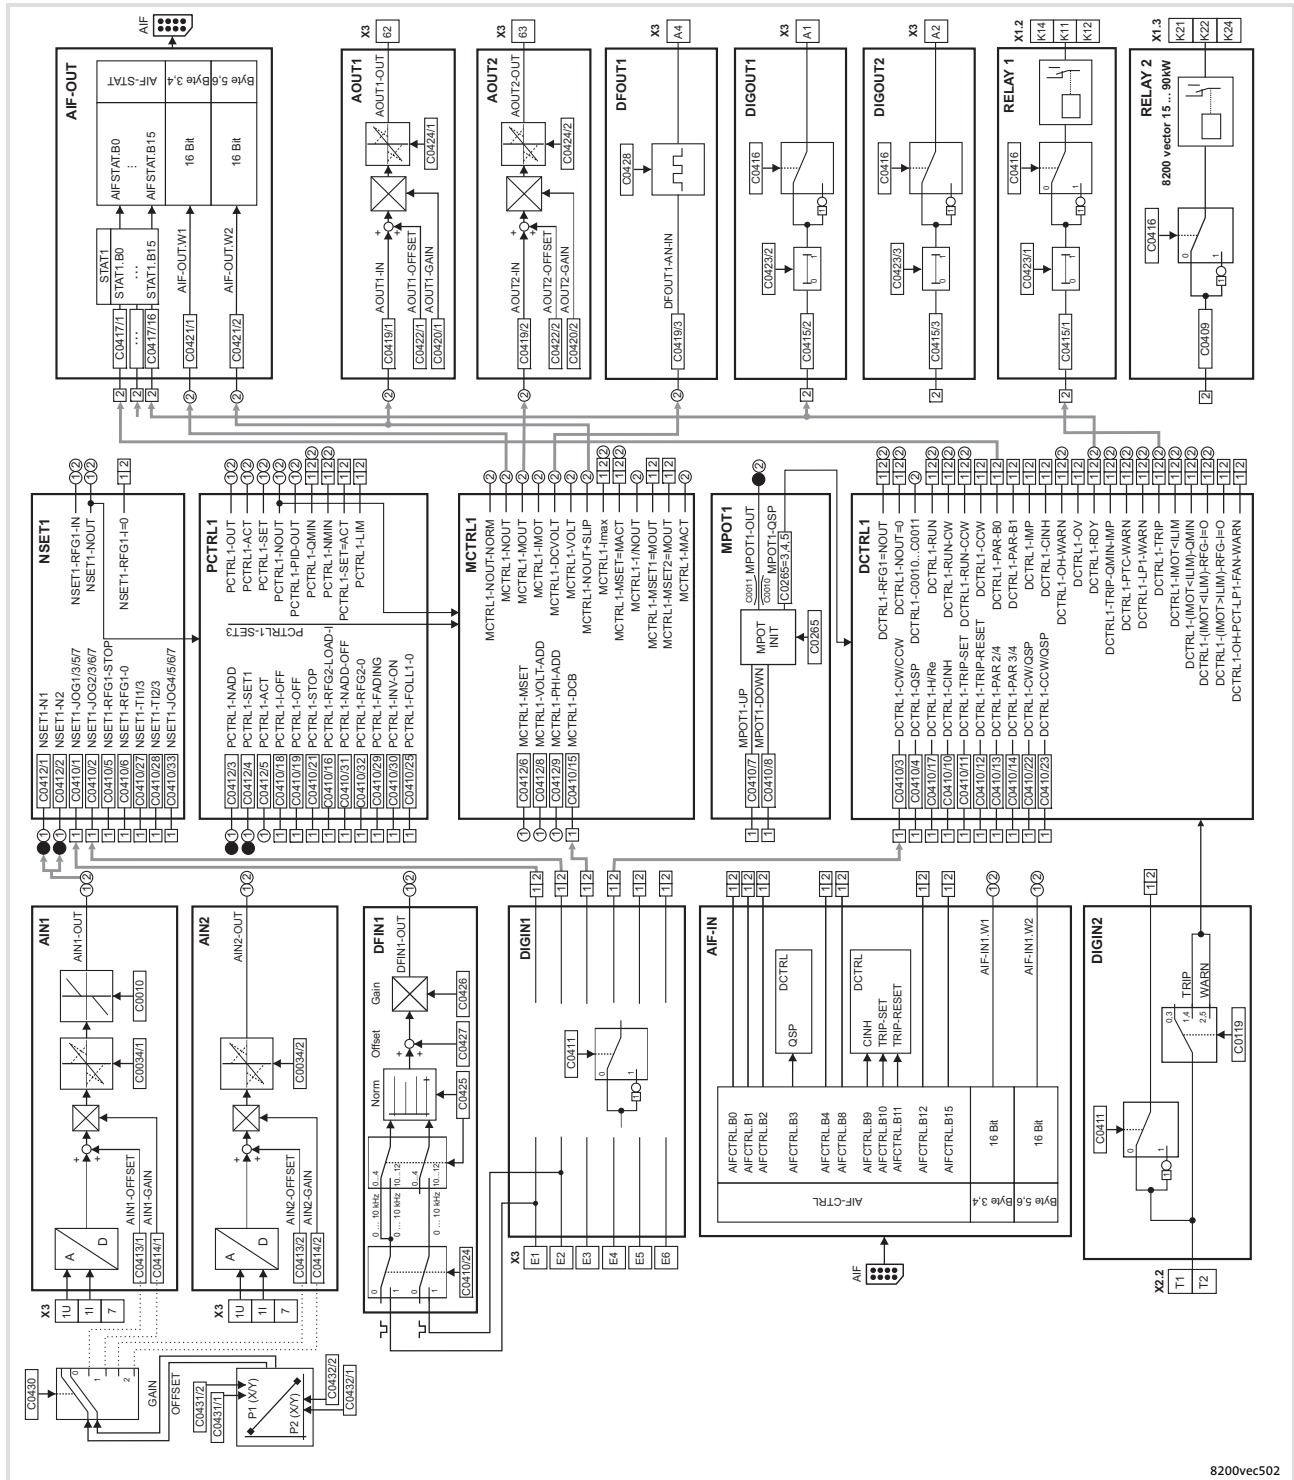 AIF
AIF-OUT
AIF-STAT
Byte 3,4
Byte 5,6
AIFSTAT.B0
...
AIFSTAT.B15
16 Bit
16 Bit
STAT1
STAT1.B0
...
STAT1.B15
AIF-OUT.W1
AIF-OUT.W2
C0417/1
...
C0417/16
C0421/1
C0421/2
X3
62
AOUT1
AOUT1-OUT
C0424/1
AOUT1-IN
AOUT1-OFFSET
AOUT1-GAIN
C0419/1
C0422/1
C0420/1
X3
63
AOUT2
AOUT2-OUT
C0424/2
AOUT2-IN
AOUT2-OFFSET
AOUT2-GAIN
C0419/2
C0422/2
C0420/2
X3
A4
DFOUT1
C0428
DFOUT1-AN-IN
C0419/3
X3
A1
DIGOUT1
C0416
C0423/2
C0415/2
X3
A2
DIGOUT2
C0416
C0423/3
C0415/3
X1.2
K14
K11
K12
RELAY 1
C0416
C0423/1
C0415/1
X1.3
K21
K22
K24
RELAY 2
8200 vector 15 ... 90kW
C0416
C0409
NSET1
NSET1-RFG1-IN
NSET1-NOUT
NSET1-RFG1-I=0
C0412/1 NSET1-N1
C0412/2 NSET1-N2
C0410/1 NSET1-JOG1/3/5/7
C0410/2 NSET1-JOG2/3/6/7
C0410/5 NSET1-RFG1-STOP
C0410/6 NSET1-RFG1-0
C0410/27 NSET1-TI1/3
C0410/28 NSET1-TI2/3
C0410/33 NSET1-JOG4/5/6/7
PCTRL1
PCTRL1-OUT
PCTRL1-ACT
PCTRL1-SET
PCTRL1-NOUT
PCTRL1-PID-OUT
PCTRL1-QMIN
PCTRL1-NMIN
PCTRL1-SET=ACT
PCTRL1-LIM
PCTRL1-SET3
C0412/3 PCTRL1-NADD
C0412/4 PCTRL1-SET1
C0412/5 PCTRL1-ACT
C0410/18 PCTRL1-I-OFF
C0410/19 PCTRL1-OFF
C0410/21 PCTRL1-STOP
C0410/16 PCTRL1-RFG2-LOAD-I
C0410/31 PCTRL1-NADD-OFF
C0410/32 PCTRL1-RFG2-0
C0410/29 PCTRL1-FADING
C0410/30 PCTRL1-INV-ON
C0410/25 PCTRL1-FOLL1-0
MCTRL1
MCTRL1-NOUT-NORM
MCTRL1-NOUT
MCTRL1-MOUT
MCTRL1-IMOT
MCTRL1-DCVOLT
MCTRL1-VOLT
MCTRL1-NOUT+SLIP
MCTRL1-Imax
MCTRL1-MSET=MACT
MCTRL1-1/NOUT
MCTRL1-MSET1=MOUT
MCTRL1-MSET2=MOUT
MCTRL1-MACT
C0412/6 MCTRL1-MSET
C0412/8 MCTRL1-VOLT-ADD
C0412/9 MCTRL1-PHI-ADD
C0410/15 MCTRL1-DCB
MPOT1
C0011 MPOT1-OUT
C0010 MPOT1-QSP
C0265=3,4,5
MPOT
INIT
C0265
MPOT1-UP
MPOT1-DOWN
C0410/7
C0410/8
DCTRL1
DCTRL1-RFG1=NOUT
DCTRL1-NOUT=0
DCTRL1-C0010...C0011
DCTRL1-RUN
DCTRL1-RUN-CW
DCTRL1-RUN-CCW
DCTRL1-CCW
DCTRL1-PAR-B0
DCTRL1-PAR-B1
DCTRL1-IMP
DCTRL1-CINH
DCTRL1-OH-WARN
DCTRL1-OV
DCTRL1-RDY
DCTRL1-TRIP-QMIN-IMP
DCTRL1-PTC-WARN
DCTRL1-LP1-WARN
DCTRL1-TRIP
DCTRL1-IMOT<ILIM
DCTRL1-(IMOT<ILIM)-QMIN
DCTRL1-(IMOT<ILIM)-RFG-I=O
DCTRL1-(IMOT>ILIM)-RFG-I=O
DCTRL1-OH-PCT-LP1-FAN-WARN
C0410/3 DCTRL1-CW/CCW
C0410/4 DCTRL1-QSP
C0410/17 DCTRL1-H/Re
C0410/10 DCTRL1-CINH
C0410/11 DCTRL1-TRIP-SET
C0410/12 DCTRL1-TRIP-RESET
C0410/13 DCTRL1-PAR 2/4
C0410/14 DCTRL1-PAR 3/4
C0410/22 DCTRL1-CW/QSP
C0410/23 DCTRL1-CCW/QSP
AIN1
AIN1-OUT
C0010
C0034/1
AIN1-OFFSET
AIN1-GAIN
C0413/1
C0414/1
A
D
X3
1U
1I
7
AIN2
AIN2-OUT
C0034/2
AIN2-OFFSET
AIN2-GAIN
C0413/2
C0414/2
A
D
X3
1U
1I
7
C0430
0
1
2
GAIN
OFFSET
C0431/2
C0431/1
P1 (X/Y)
P2 (X/Y)
C0432/2
C0432/1
DFIN1
DFIN1-OUT
Gain
Offset
Norm
C0426
C0427
C0425
0...4
10...12
0...4
10...12
0 ... 10 kHz
0 ... 10 kHz
0 ... 10 kHz
C0410/24
DIGIN1
C0411
X3
E1
E2
E3
E4
E5
E6
AIF-IN
DCTRL
QSP
DCTRL
CINH
TRIP-SET
TRIP-RESET
AIF-IN1.W1
AIF-IN1.W2
AIFCTRL.B0
AIFCTRL.B1
AIFCTRL.B2
AIFCTRL.B3
AIFCTRL.B4
AIFCTRL.B8
AIFCTRL.B9
AIFCTRL.B10
AIFCTRL.B11
AIFCTRL.B12
AIFCTRL.B15
16 Bit
16 Bit
AIF-CTRL
Byte 3,4
Byte 5,6
AIF
DIGIN2
TRIP
WARN
0,3
1,4
2,5
C0119
C0411
X2.2
T1
T2
8200vec502